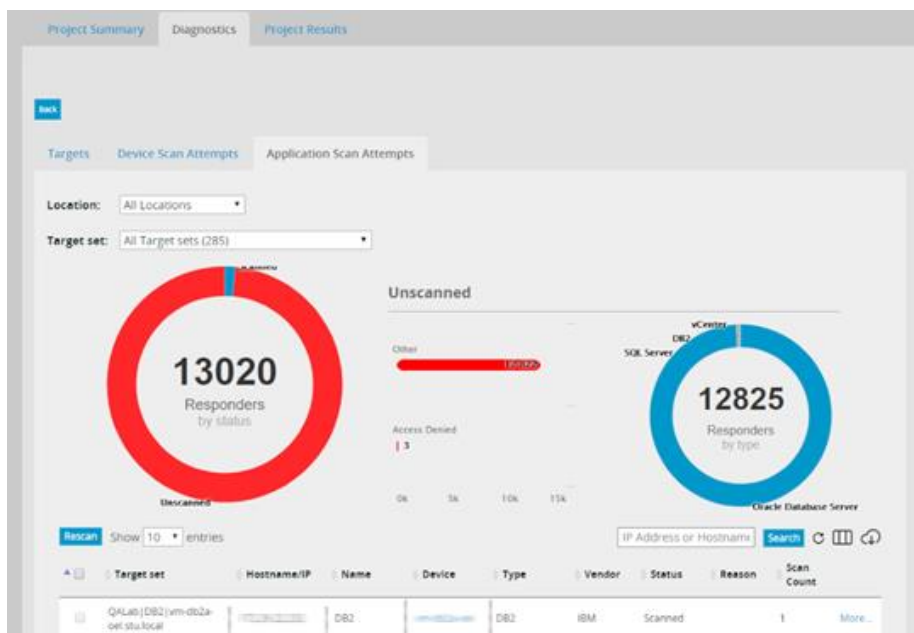 Project Summary Diagnostics Project Results
Back
Targets Device Scan Attempts Application Scan Attempts
Location: All Locations
Target set: All Target sets (285)
13020
Responders
by status
Unscanned
Unscanned
Other
Access Denied
3
0k 5k 10k 15k
vCenter
DB2
SQL Server
12825
Responders
by type
Oracle Database Server
Rescan Show 10 entries
IP Address or Hostname Search
Target set Hostname/IP Name Device Type Vendor Status Reason Scan Count
QALab|DB2|vm-db2a-oel.stu.local DB2 DB2 IBM Scanned 1 More...